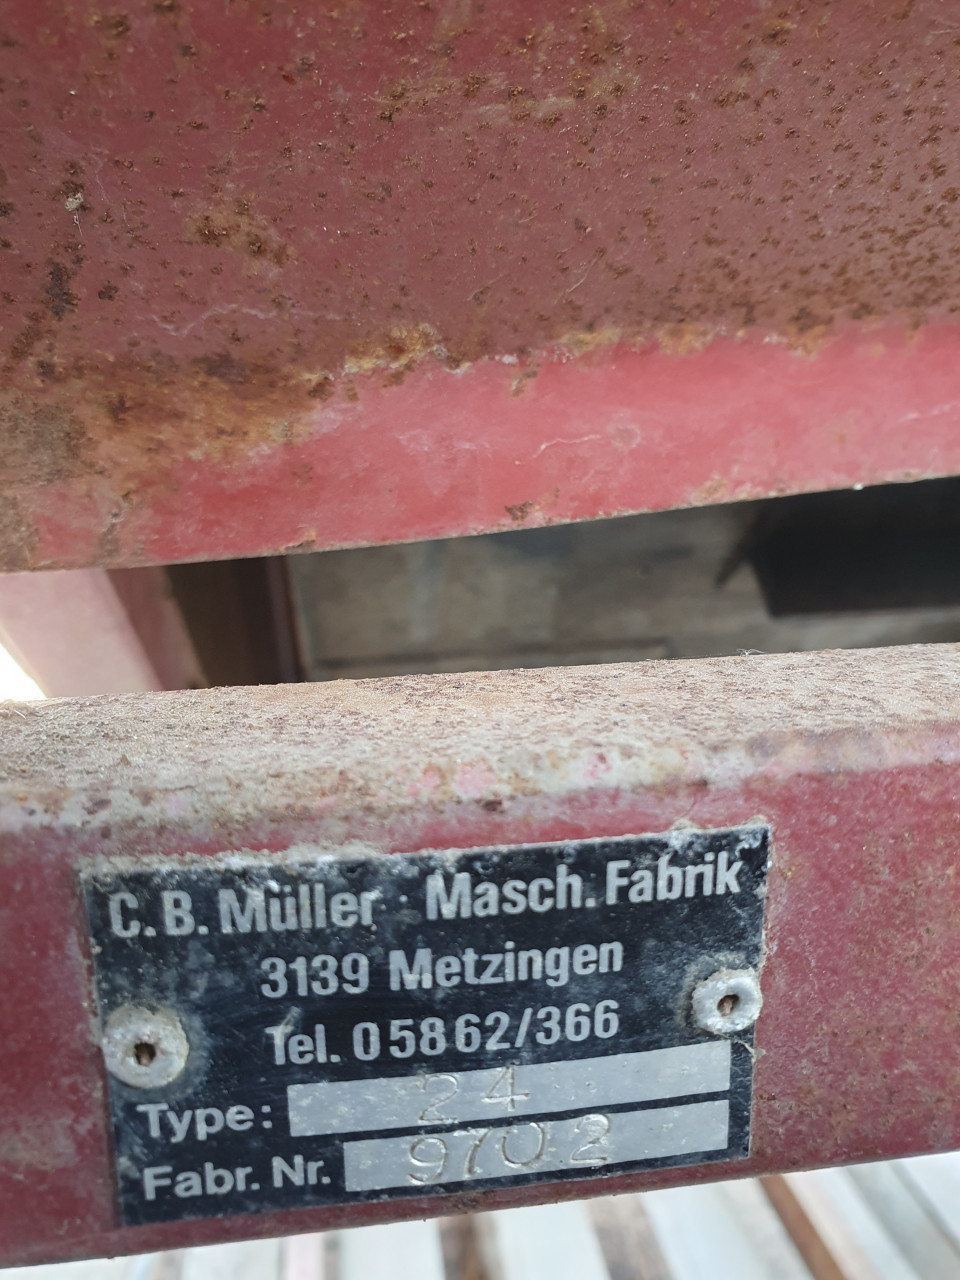 C.B. Müller · Masch. Fabrik
3139 Metzingen
Tel. 05862/366
Type: 24
Fabr. Nr. 9702